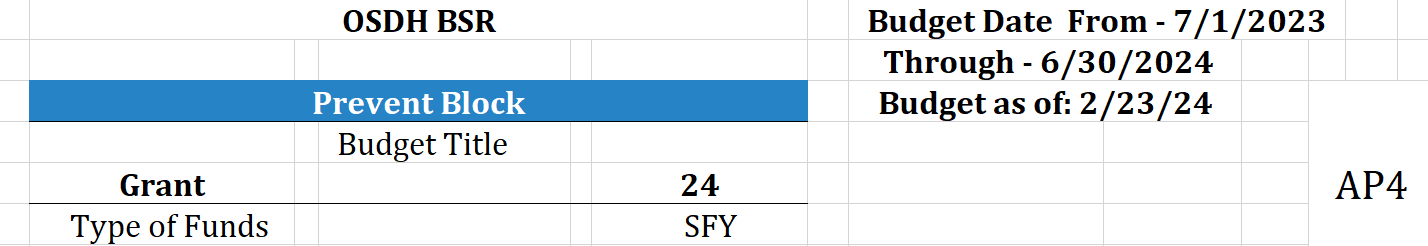 OSDH BSR
Budget Date  From - 7/1/2023
Through - 6/30/2024
Prevent Block
Budget as of: 2/23/24
Budget Title
Grant 24
AP4
Type of Funds SFY